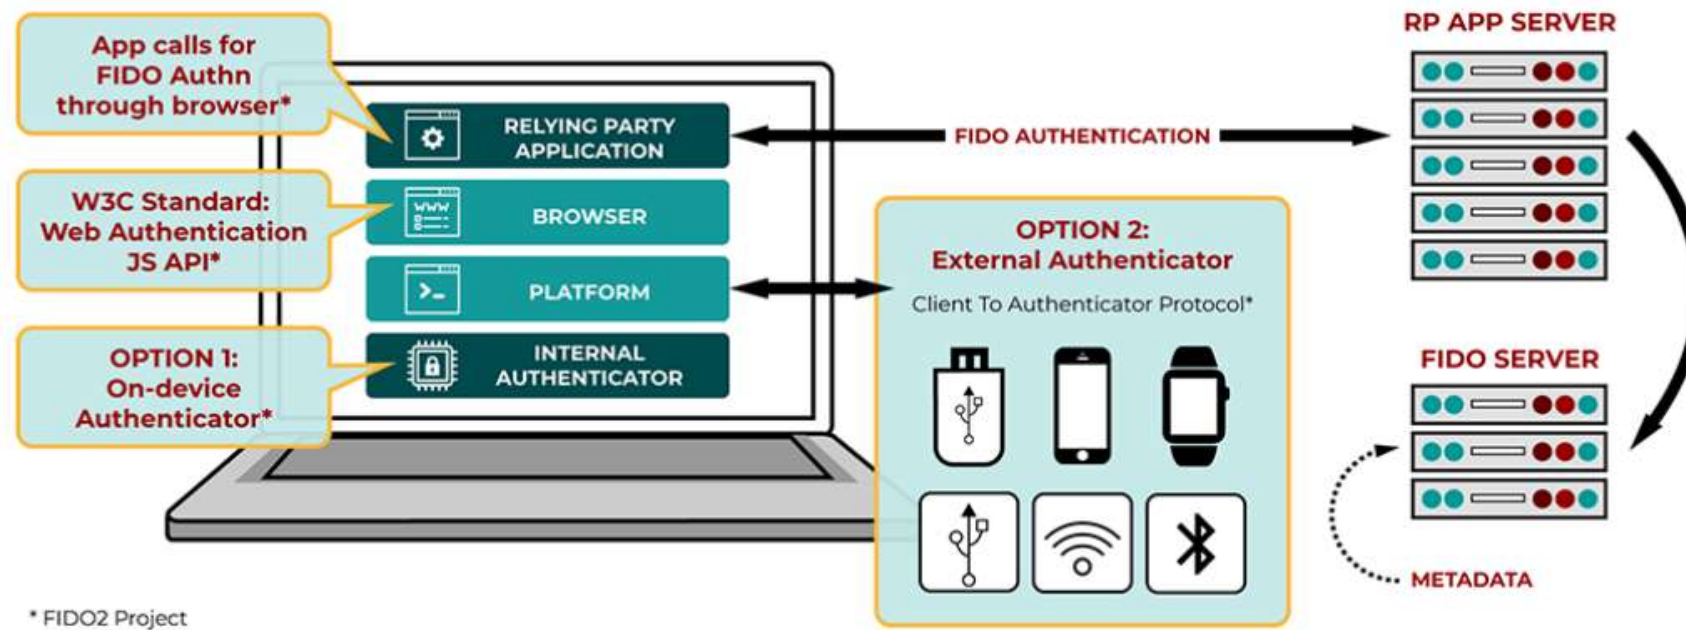 App calls for
FIDO Authn
through browser*
W3C Standard:
Web Authentication
JS API*
OPTION 1:
On-device
Authenticator*
RELYING PARTY
APPLICATION
WWW
BROWSER
PLATFORM
INTERNAL
AUTHENTICATOR
FIDO AUTHENTICATION
OPTION 2:
External Authenticator
Client To Authenticator Protocol*
RP APP SERVER
FIDO SERVER
METADATA
* FIDO2 Project